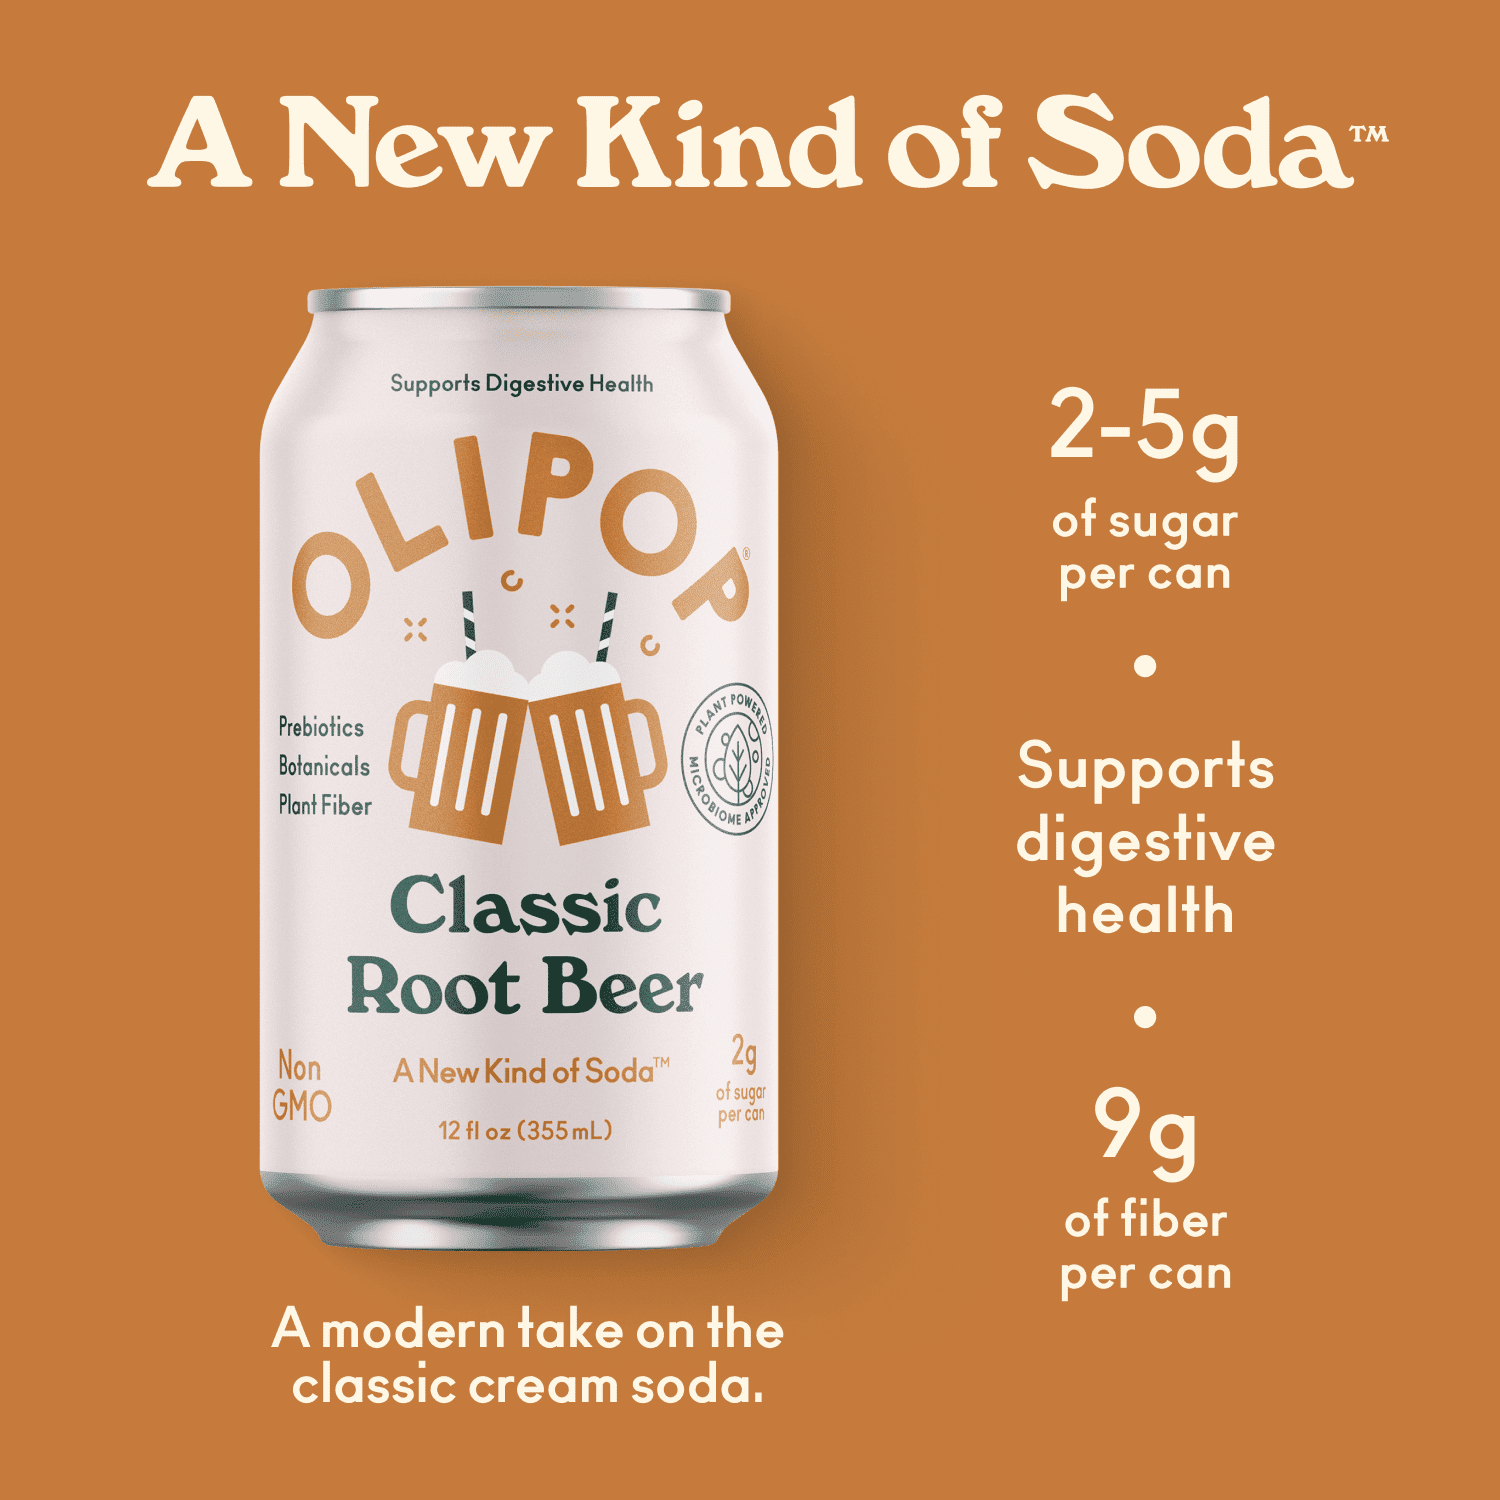 A New Kind of Soda™
Supports Digestive Health
OLIPOP®
Prebiotics
Botanicals
Plant Fiber
PLANT POWERED
MICROBIOME APPROVED
Classic
Root Beer
Non
GMO
A New Kind of Soda™
12 fl oz (355 mL)
2g
of sugar
per can
A modern take on the
classic cream soda.
2-5g
of sugar
per can
•
Supports
digestive
health
•
9g
of fiber
per can